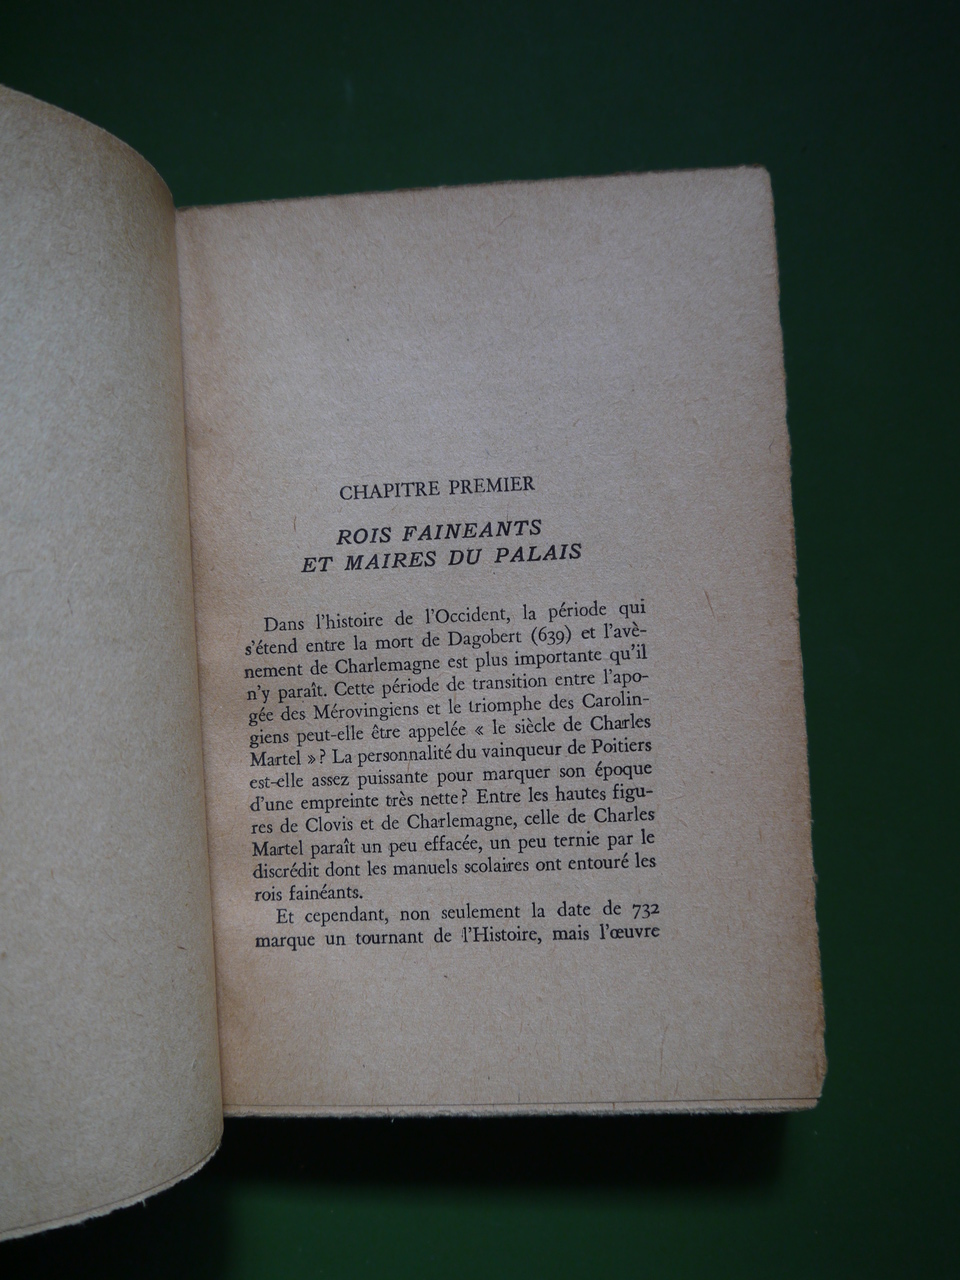 CHAPITRE PREMIER
ROIS FAINEANTS
ET MAIRES DU PALAIS
Dans l'histoire de l'Occident, la période qui
s'étend entre la mort de Dagobert (639) et l'avè-
nement de Charlemagne est plus importante qu'il
n'y paraît. Cette période de transition entre l'apo-
gée des Mérovingiens et le triomphe des Carolin-
giens peut-elle être appelée « le siècle de Charles
Martel » ? La personnalité du vainqueur de Poitiers
est-elle assez puissante pour marquer son époque
d'une empreinte très nette ? Entre les hautes figu-
res de Clovis et de Charlemagne, celle de Charles
Martel paraît un peu effacée, un peu ternie par le
discrédit dont les manuels scolaires ont entouré les
rois fainéants.
Et cependant, non seulement la date de 732
marque un tournant de l'Histoire, mais l'œuvre